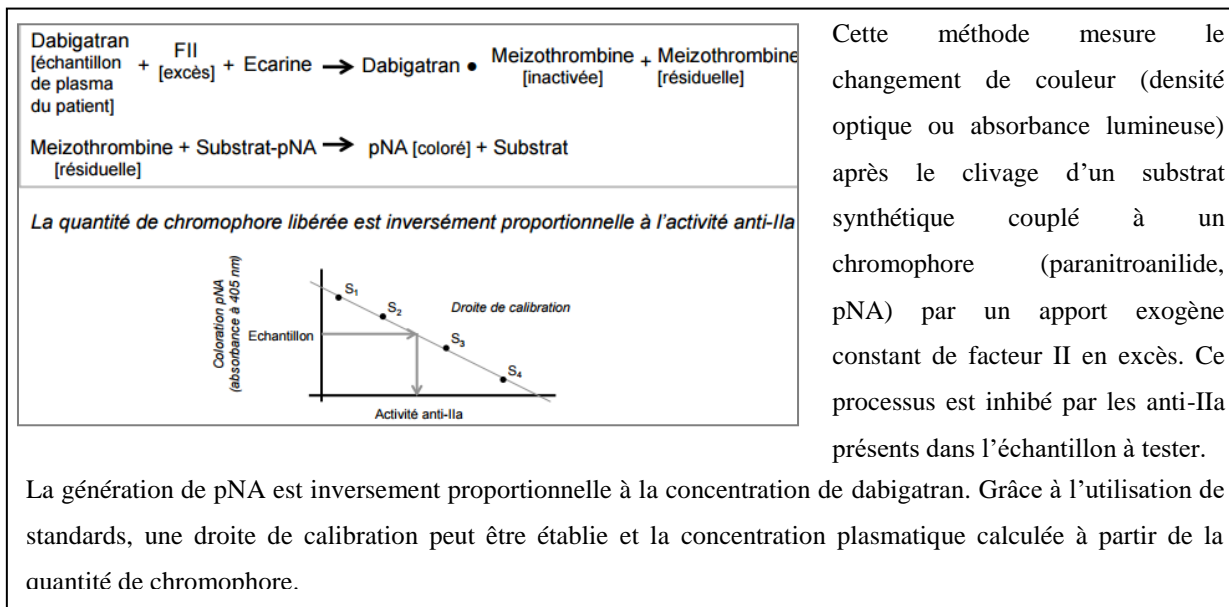 Dabigatran + FII + Ecarine → Dabigatran • Meizothrombine + Meizothrombine
[échantillon [excès] [inactivée] [résiduelle]
de plasma
du patient]
Meizothrombine + Substrat-pNA → pNA [coloré] + Substrat
[résiduelle]
La quantité de chromophore libérée est inversément proportionnelle à l'activité anti-IIa
Coloration pNA
(absorbance à 405 nm)
S1
S2
Droite de calibration
Echantillon
S3
S4
Activité anti-IIa
Cette méthode mesure le
changement de couleur (densité
optique ou absorbance lumineuse)
après le clivage d'un substrat
synthétique couplé à un
chromophore (paranitroanilide,
pNA) par un apport exogène
constant de facteur II en excès. Ce
processus est inhibé par les anti-IIa
présents dans l'échantillon à tester.
La génération de pNA est inversement proportionnelle à la concentration de dabigatran. Grâce à l'utilisation de
standards, une droite de calibration peut être établie et la concentration plasmatique calculée à partir de la
quantité de chromophore.